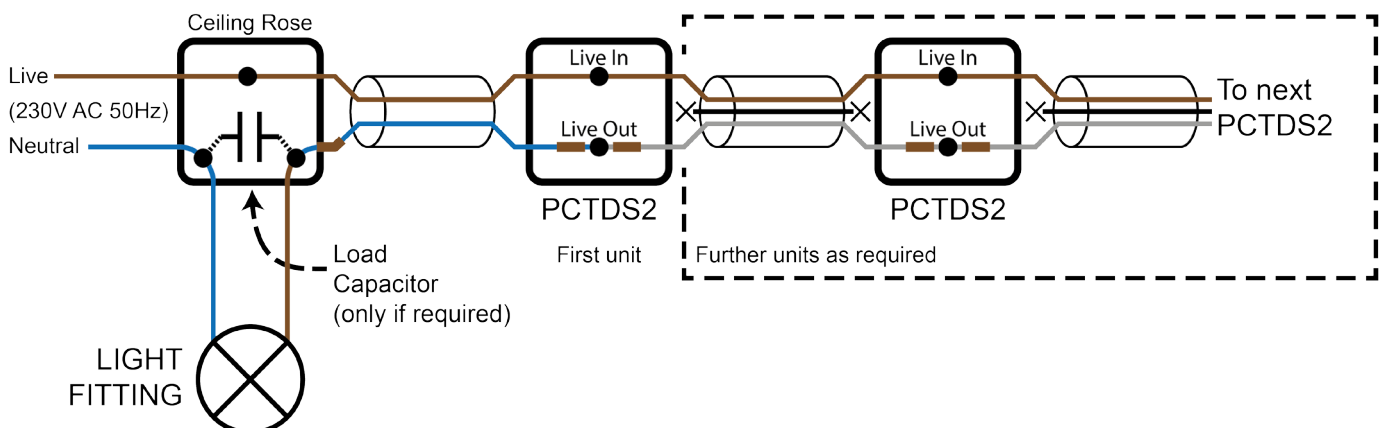 Ceiling Rose
Live
(230V AC 50Hz)
Neutral
Live In
Live Out
PCTDS2
First unit
Live In
Live Out
PCTDS2
Further units as required
To next
PCTDS2
Load
Capacitor
(only if required)
LIGHT
FITTING